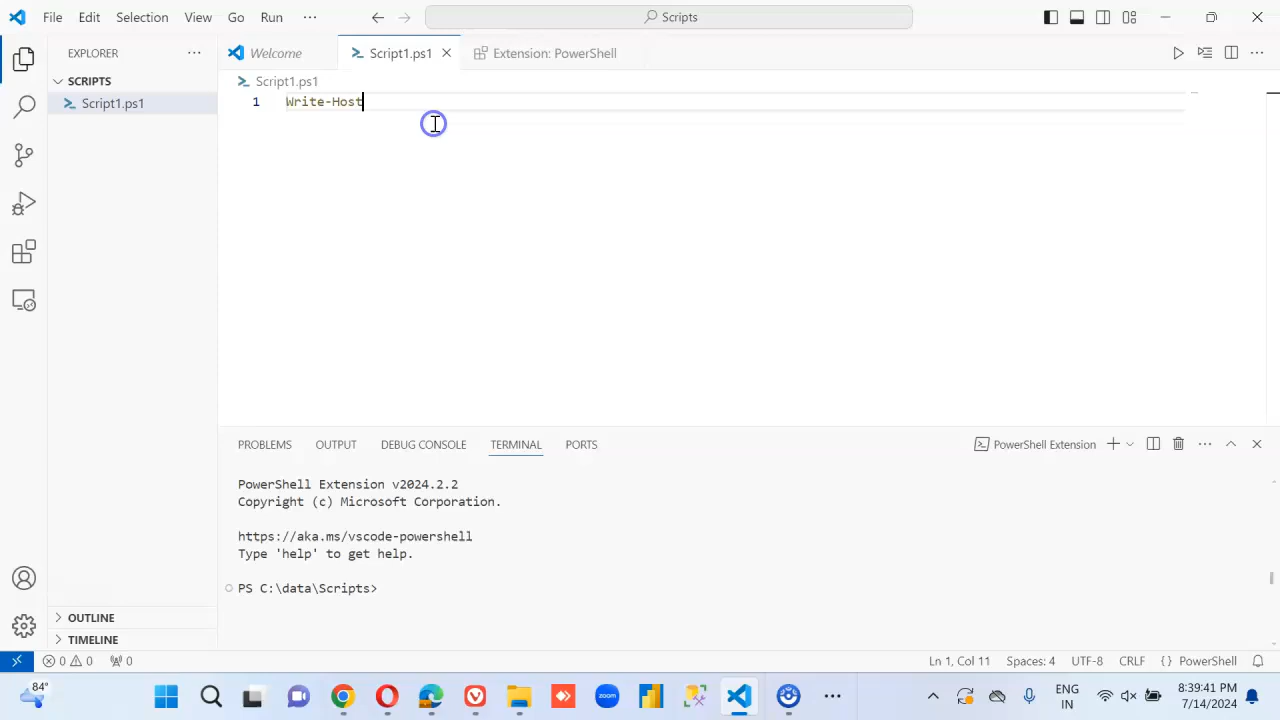 File Edit Selection View Go Run ··· Scripts
EXPLORER ···
Welcome Script1.ps1 Extension: PowerShell
SCRIPTS
Script1.ps1
Script1.ps1
1 Write-Host
PROBLEMS OUTPUT DEBUG CONSOLE TERMINAL PORTS PowerShell Extension
PowerShell Extension v2024.2.2
Copyright (c) Microsoft Corporation.
https://aka.ms/vscode-powershell
Type 'help' to get help.
PS C:\data\Scripts>
OUTLINE
TIMELINE
0 0 0 Ln 1, Col 11 Spaces: 4 UTF-8 CRLF {} PowerShell
84° zoom ENG IN 8:39:41 PM 7/14/2024